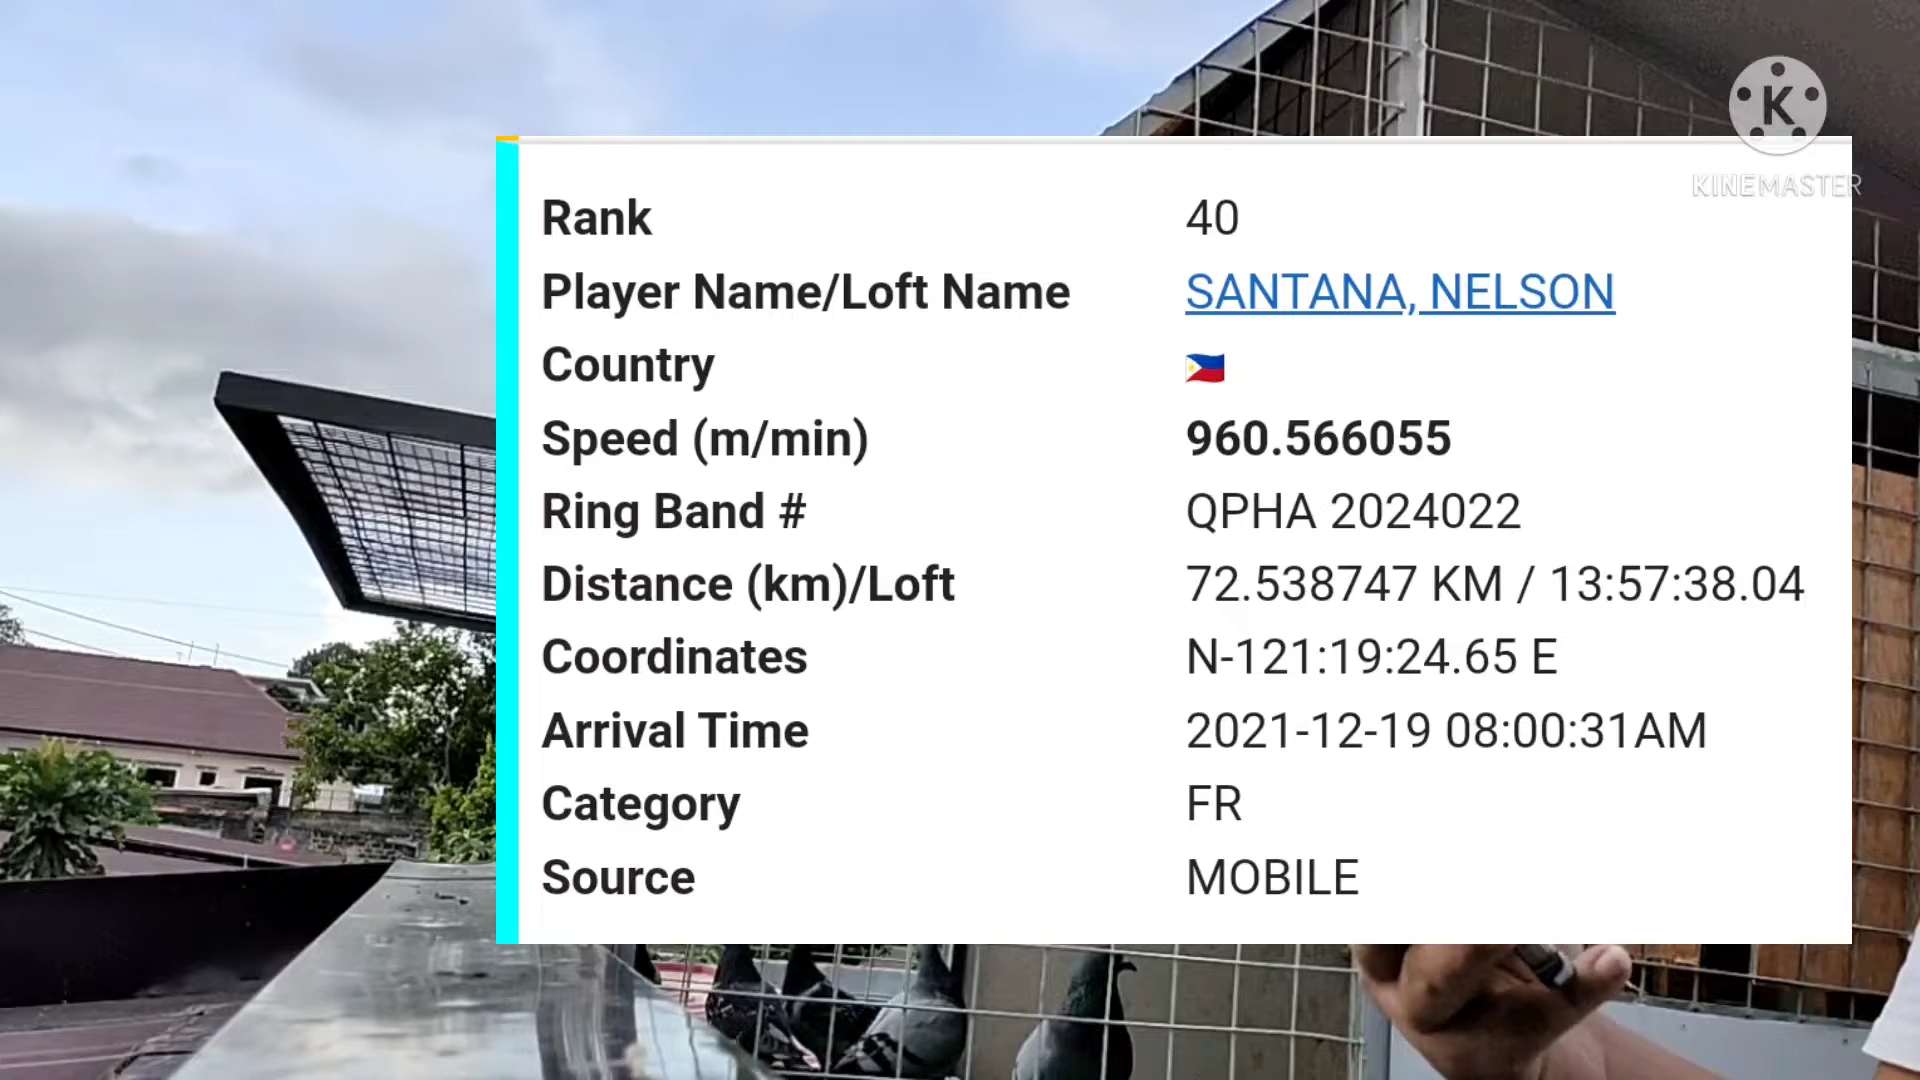 K
KINEMASTER
Rank 40
Player Name/Loft Name SANTANA, NELSON
Country
Speed (m/min) 960.566055
Ring Band # QPHA 2024022
Distance (km)/Loft 72.538747 KM / 13:57:38.04
Coordinates N-121:19:24.65 E
Arrival Time 2021-12-19 08:00:31AM
Category FR
Source MOBILE